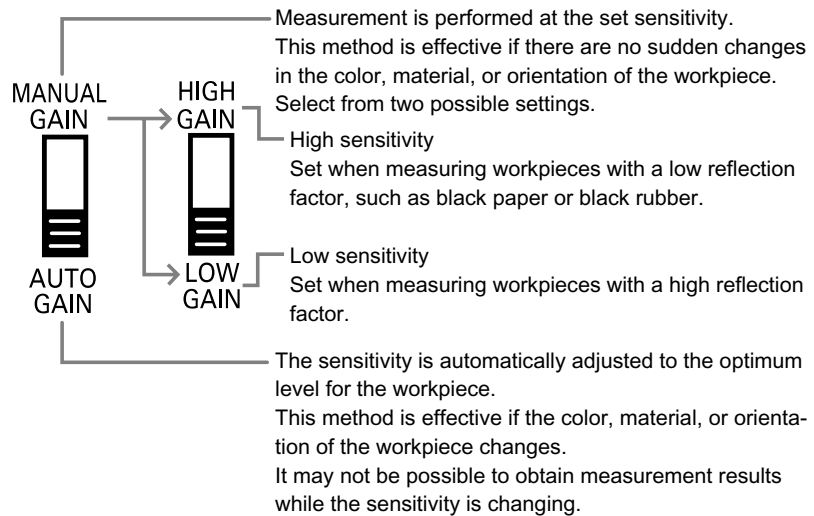 Measurement is performed at the set sensitivity.
This method is effective if there are no sudden changes
in the color, material, or orientation of the workpiece.
Select from two possible settings.
MANUAL
GAIN
HIGH
GAIN
High sensitivity
Set when measuring workpieces with a low reflection
factor, such as black paper or black rubber.
AUTO
GAIN
LOW
GAIN
Low sensitivity
Set when measuring workpieces with a high reflection
factor.
The sensitivity is automatically adjusted to the optimum
level for the workpiece.
This method is effective if the color, material, or orienta-
tion of the workpiece changes.
It may not be possible to obtain measurement results
while the sensitivity is changing.